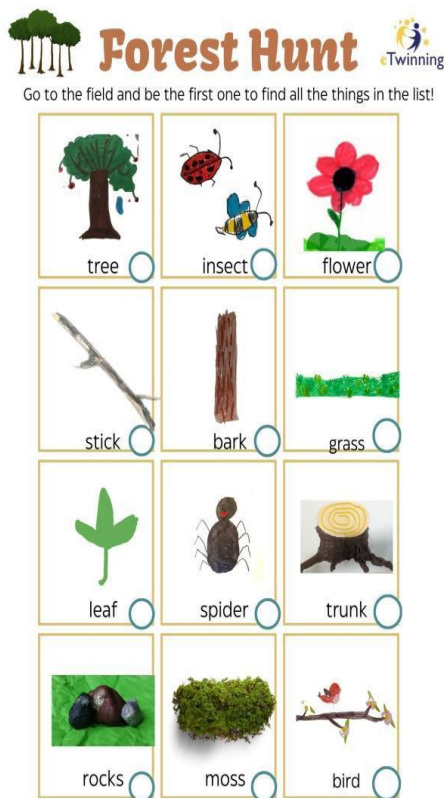 Forest Hunt
eTwinning
Go to the field and be the first one to find all the things in the list!
tree
insect
flower
stick
bark
grass
leaf
spider
trunk
rocks
moss
bird